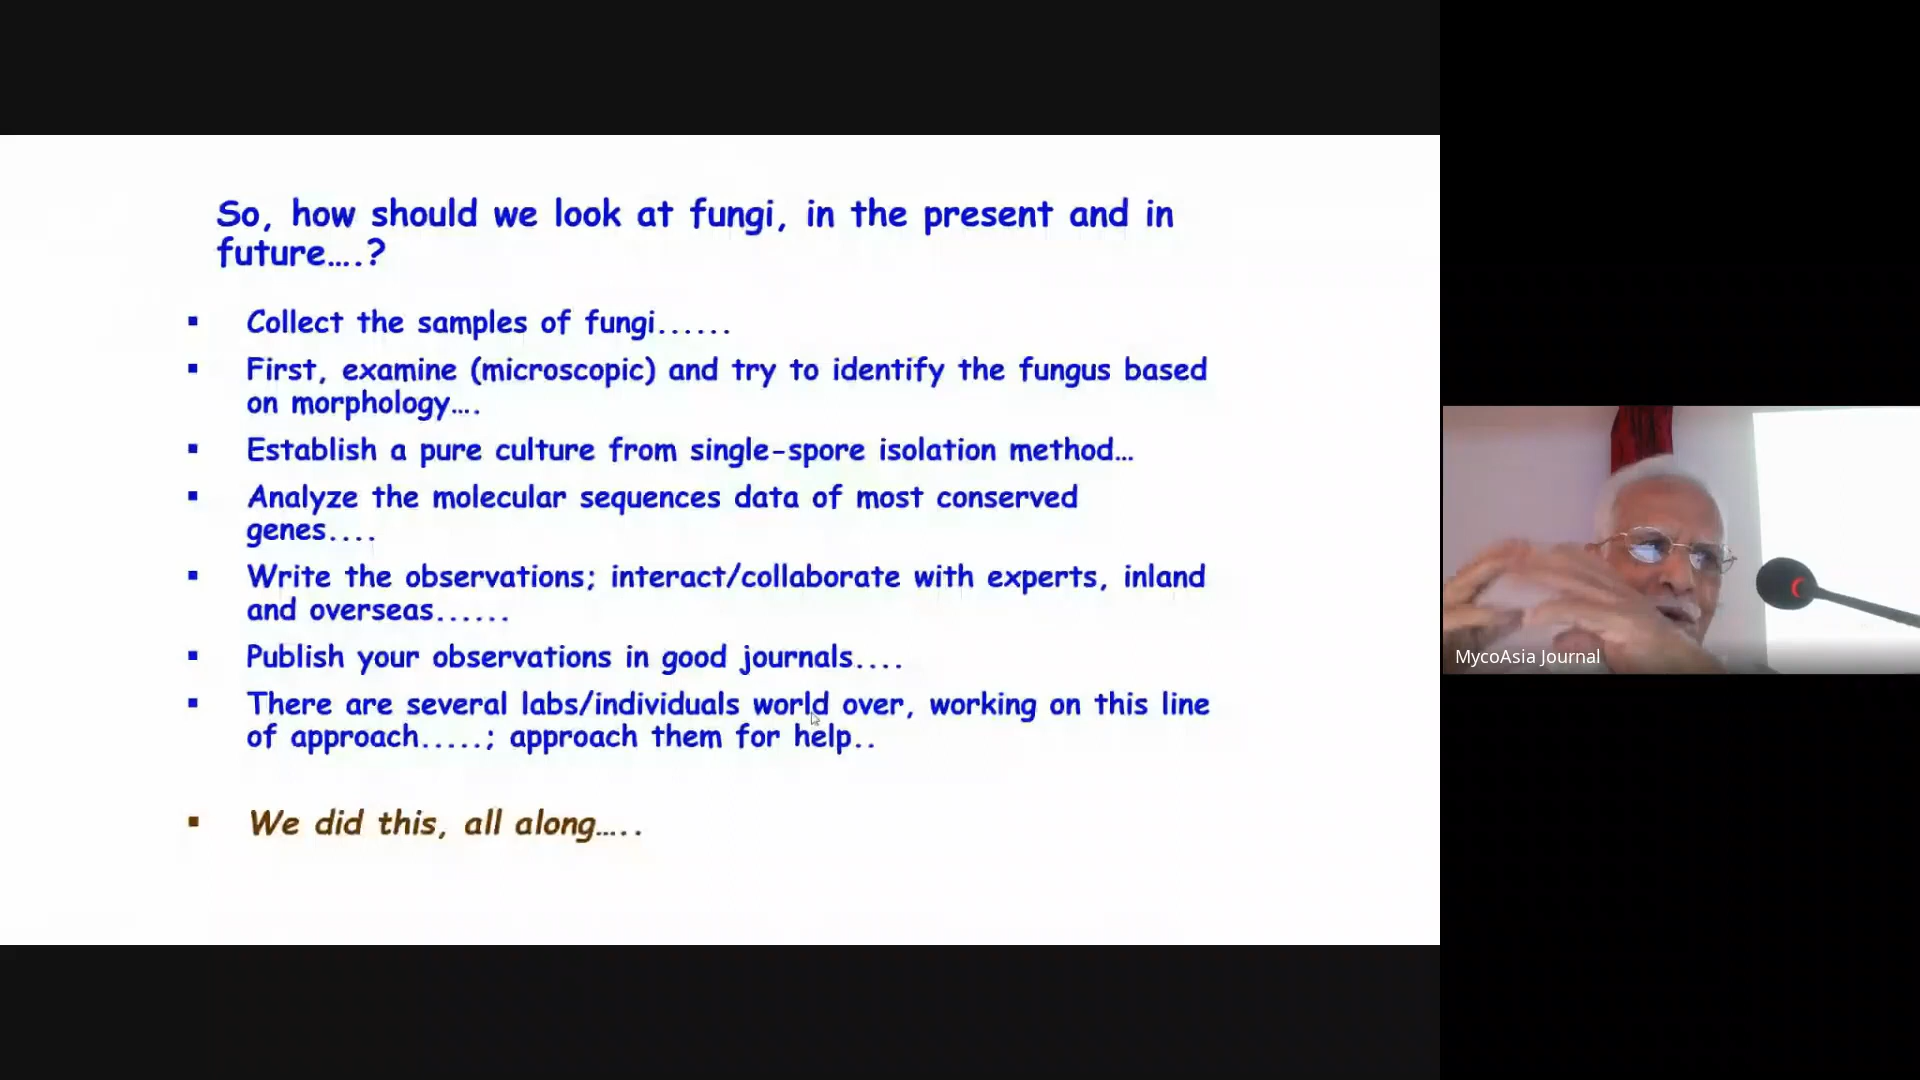 So, how should we look at fungi, in the present and in
future….?
▪ Collect the samples of fungi......
▪ First, examine (microscopic) and try to identify the fungus based
on morphology….
▪ Establish a pure culture from single-spore isolation method…
▪ Analyze the molecular sequences data of most conserved
genes....
▪ Write the observations; interact/collaborate with experts, inland
and overseas......
▪ Publish your observations in good journals....
▪ There are several labs/individuals world over, working on this line
of approach.....; approach them for help..
▪ We did this, all along…..
MycoAsia Journal